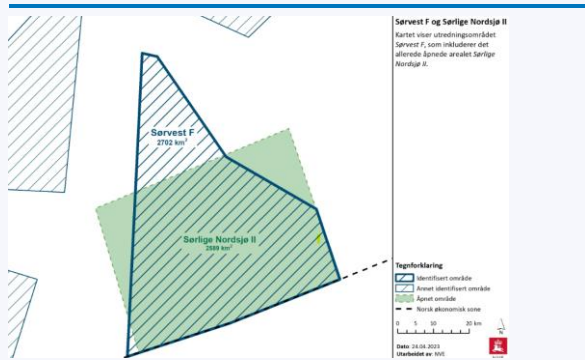 Sørvest F og Sørlige Nordsjø II
Kartet viser utredningsområdet
Sørvest F, som inkluderer det
allerede åpnede arealet Sørlige
Nordsjø II.
Sørvest F
2702 km²
Sørlige Nordsjø II
2589 km²
Tegnforklaring
Identifisert område
Annet identifisert område
Åpnet område
Norsk økonomisk sone
0 5 10 20 km
Dato: 24.04.2023
Utarbeidet av: NVE